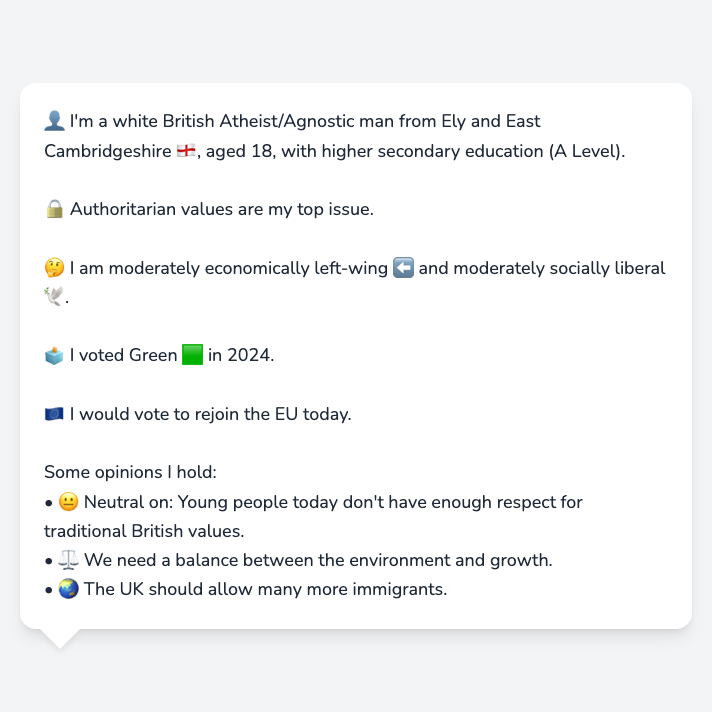 👤 I'm a white British Atheist/Agnostic man from Ely and East
Cambridgeshire 🏴󠁧󠁢󠁥󠁮󠁧󠁿, aged 18, with higher secondary education (A Level).
🔒 Authoritarian values are my top issue.
🤔 I am moderately economically left-wing ⬅️ and moderately socially liberal
🕊️.
🗳️ I voted Green 🟩 in 2024.
🇪🇺 I would vote to rejoin the EU today.
Some opinions I hold:
• 😐 Neutral on: Young people today don't have enough respect for
traditional British values.
• ⚖️ We need a balance between the environment and growth.
• 🌏 The UK should allow many more immigrants.